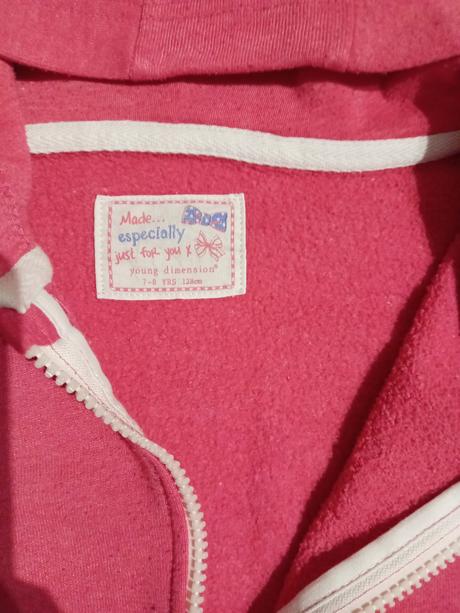 Made...
especially
just for you x
young dimension®
7-8 YRS 128cm